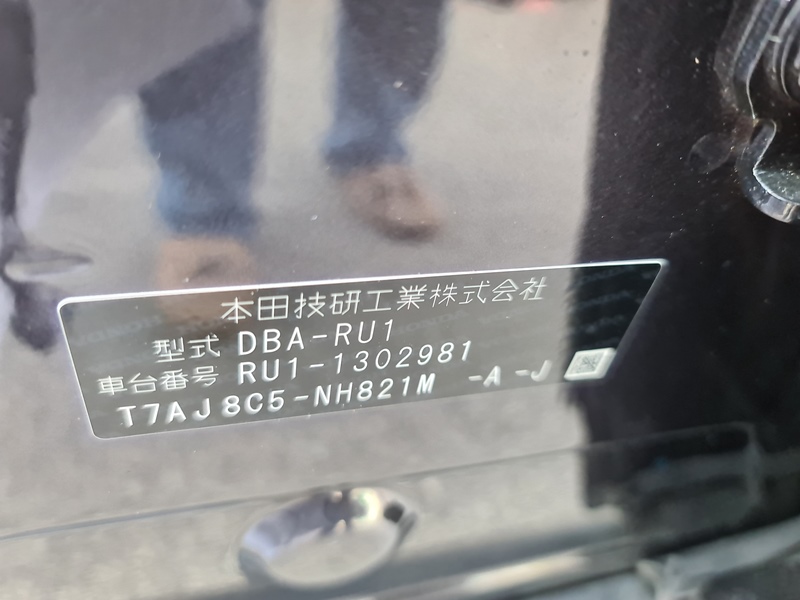 本田技研工業株式会社
型式 DBA-RU1
車台番号 RU1-1302981
T7AJ8C5-NH821M -A -J